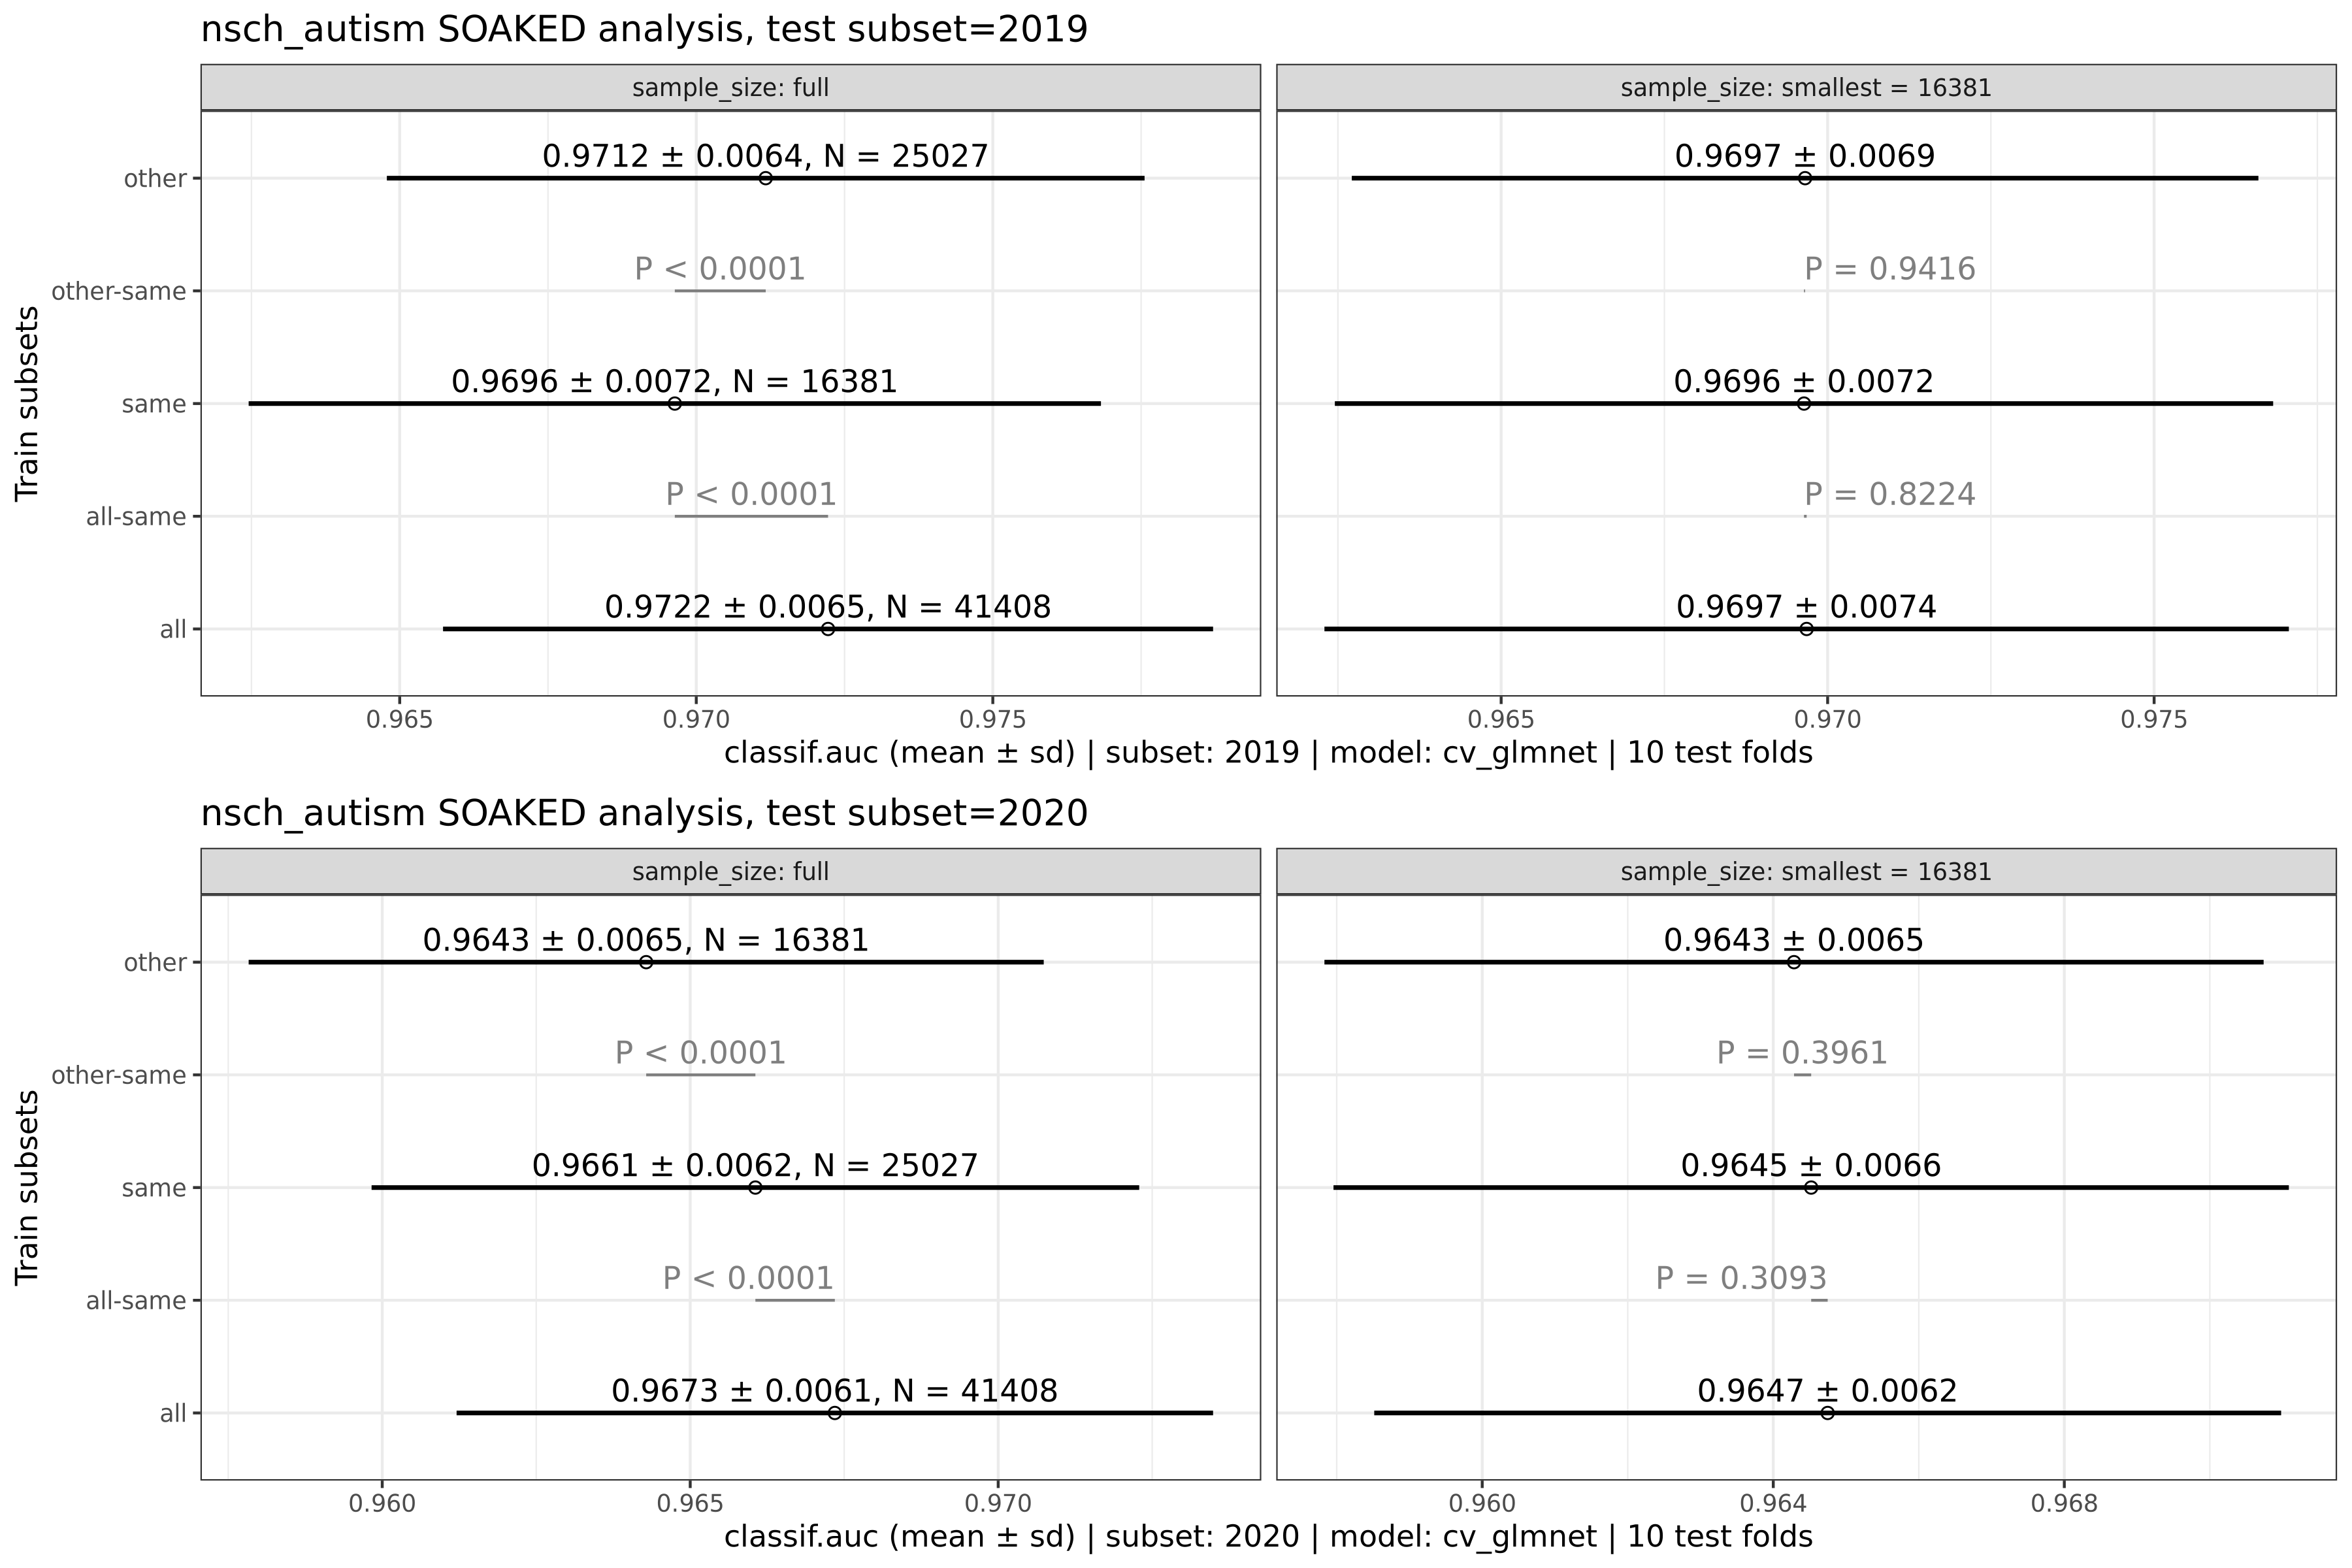 nsch_autism SOAKED analysis, test subset=2019
sample_size: full
sample_size: smallest = 16381
Train subsets
other
0.9712 ± 0.0064, N = 25027
0.9697 ± 0.0069
other-same
P < 0.0001
P = 0.9416
same
0.9696 ± 0.0072, N = 16381
0.9696 ± 0.0072
all-same
P < 0.0001
P = 0.8224
all
0.9722 ± 0.0065, N = 41408
0.9697 ± 0.0074
0.965 0.970 0.975
0.965 0.970 0.975
classif.auc (mean ± sd) | subset: 2019 | model: cv_glmnet | 10 test folds
nsch_autism SOAKED analysis, test subset=2020
sample_size: full
sample_size: smallest = 16381
Train subsets
other
0.9643 ± 0.0065, N = 16381
0.9643 ± 0.0065
other-same
P < 0.0001
P = 0.3961
same
0.9661 ± 0.0062, N = 25027
0.9645 ± 0.0066
all-same
P < 0.0001
P = 0.3093
all
0.9673 ± 0.0061, N = 41408
0.9647 ± 0.0062
0.960 0.965 0.970
0.960 0.964 0.968
classif.auc (mean ± sd) | subset: 2020 | model: cv_glmnet | 10 test folds